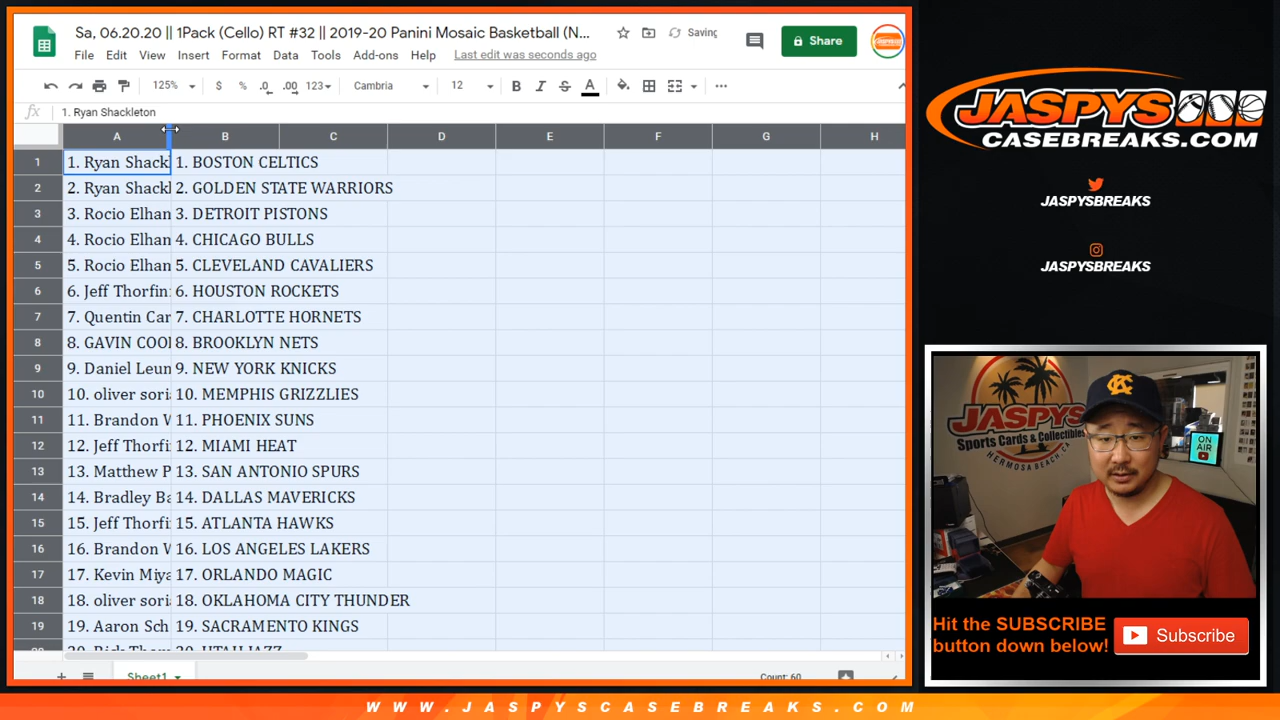 Sa, 06.20.20 || 1Pack (Cello) RT #32 || 2019-20 Panini Mosaic Basketball (N...
Saving
Share
File Edit View Insert Format Data Tools Add-ons Help Last edit was seconds ago
125% $ % .0 .00 123 Cambria 12 B I S A ...
fx 1. Ryan Shackleton
A B C D E F G H
1 1. Ryan Shack 1. BOSTON CELTICS
2 2. Ryan Shack 2. GOLDEN STATE WARRIORS
3 3. Rocio Elhan 3. DETROIT PISTONS
4 4. Rocio Elhan 4. CHICAGO BULLS
5 5. Rocio Elhan 5. CLEVELAND CAVALIERS
6 6. Jeff Thorfin 6. HOUSTON ROCKETS
7 7. Quentin Car 7. CHARLOTTE HORNETS
8 8. GAVIN COO 8. BROOKLYN NETS
9 9. Daniel Leun 9. NEW YORK KNICKS
10 10. oliver sori 10. MEMPHIS GRIZZLIES
11 11. Brandon W 11. PHOENIX SUNS
12 12. Jeff Thorfi 12. MIAMI HEAT
13 13. Matthew P 13. SAN ANTONIO SPURS
14 14. Bradley Ba 14. DALLAS MAVERICKS
15 15. Jeff Thorfi 15. ATLANTA HAWKS
16 16. Brandon W 16. LOS ANGELES LAKERS
17 17. Kevin Miya 17. ORLANDO MAGIC
18 18. oliver sori 18. OKLAHOMA CITY THUNDER
19 19. Aaron Sch 19. SACRAMENTO KINGS
20. UTAH JAZZ
Sheet1
Count: 60
JASPYS
CASEBREAKS.COM
JASPYSBREAKS
JASPYSBREAKS
JASPYS
Sports Cards & Collectibles
HERMOSA BEACH, CA
KC
ON
AIR
Hit the SUBSCRIBE
button down below!
Subscribe
WWW.JASPYSCASEBREAKS.COM